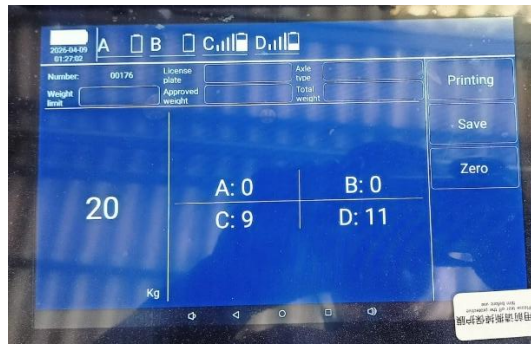 2026-04-09
01:27:02
A B C D
Number: 00176
License plate
Axle type
Weight limit
Approved weight
Total weight
Printing
Save
Zero
20
Kg
A: 0
B: 0
C: 9
D: 11